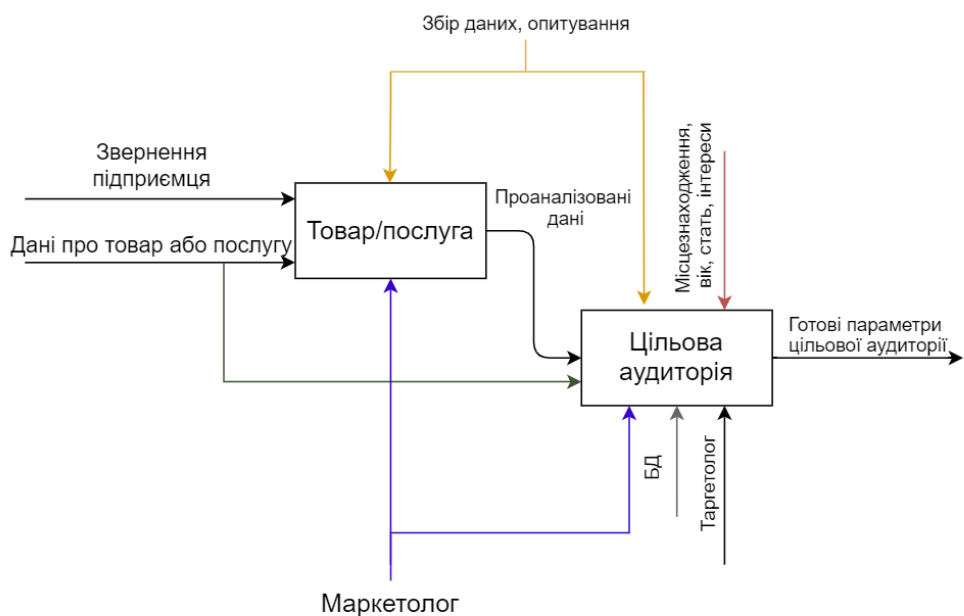 Збір даних, опитування
Звернення
підприємця
Дані про товар або послугу
Товар/послуга
Проаналізовані
дані
Місцезнаходження,
вік, стать, інтереси
Цільова
аудиторія
Готові параметри
цільової аудиторії
БД
Таргетолог
Маркетолог